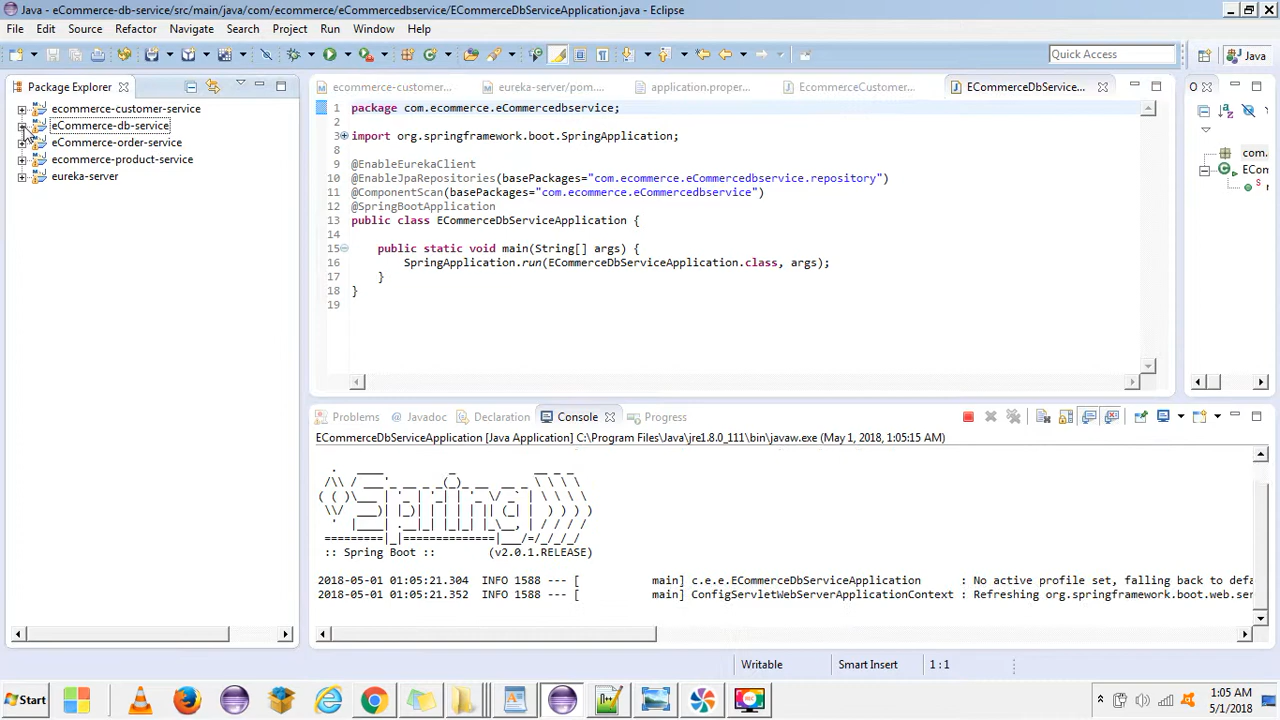 Java - eCommerce-db-service/src/main/java/com/ecommerce/eCommercedbservice/ECommerceDbServiceApplication.java - Eclipse
File Edit Source Refactor Navigate Search Project Run Window Help
Quick Access
Java
Package Explorer
ecommerce-customer-service
eCommerce-db-service
eCommerce-order-service
ecommerce-product-service
eureka-server
ecommerce-customer... eureka-server/pom.... application.proper... EcommerceCustomer... ECommerceDbService...
1 package com.ecommerce.eCommercedbservice;
2
3 import org.springframework.boot.SpringApplication;
8
9 @EnableEurekaClient
10 @EnableJpaRepositories(basePackages="com.ecommerce.eCommercedbservice.repository")
11 @ComponentScan(basePackages="com.ecommerce.eCommercedbservice")
12 @SpringBootApplication
13 public class ECommerceDbServiceApplication {
14
15 public static void main(String[] args) {
16 SpringApplication.run(ECommerceDbServiceApplication.class, args);
17 }
18 }
19
O
com.
ECom
Problems Javadoc Declaration Console Progress
ECommerceDbServiceApplication [Java Application] C:\Program Files\Java\jre1.8.0_111\bin\javaw.exe (May 1, 2018, 1:05:15 AM)
Spring
:: Spring Boot :: (v2.0.1.RELEASE)
2018-05-01 01:05:21.304 INFO 1588 --- [ main] c.e.e.ECommerceDbServiceApplication : No active profile set, falling back to defa
2018-05-01 01:05:21.352 INFO 1588 --- [ main] ConfigServletWebServerApplicationContext : Refreshing org.springframework.boot.web.ser
Writable Smart Insert 1 : 1
Start
1:05 AM
5/1/2018